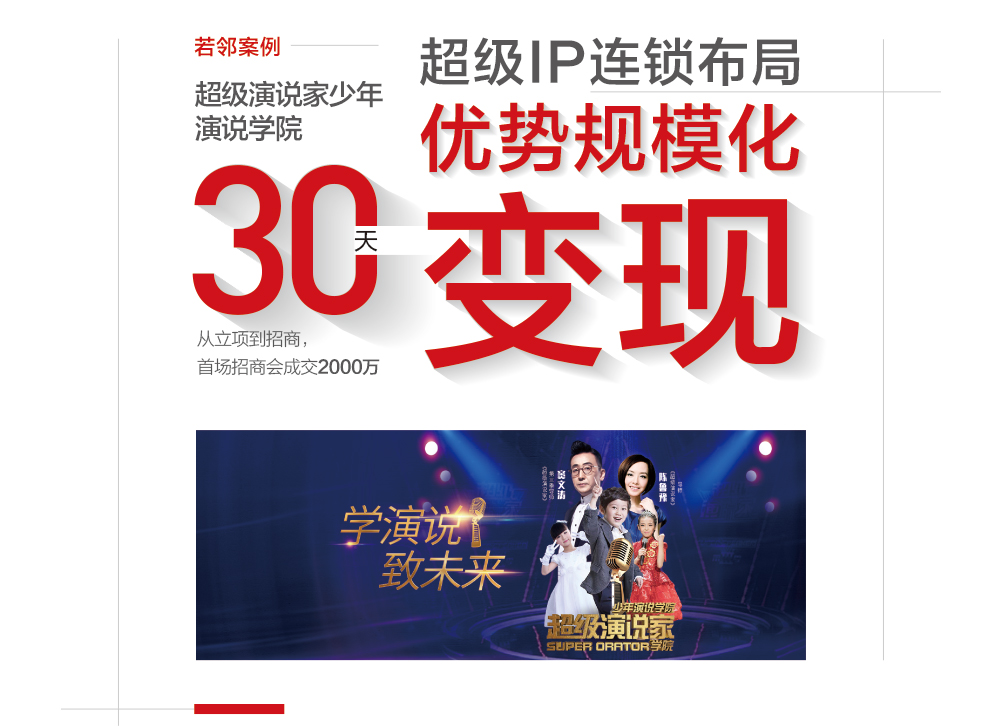 若邻案例
超级演说家少年
演说学院
30天
从立项到招商，
首场招商会成交2000万
超级IP连锁布局
优势规模化
变现
学演说
致未来
窦文涛
陈鲁豫
少年演说学院
超级演说家
SUPER ORATOR学院